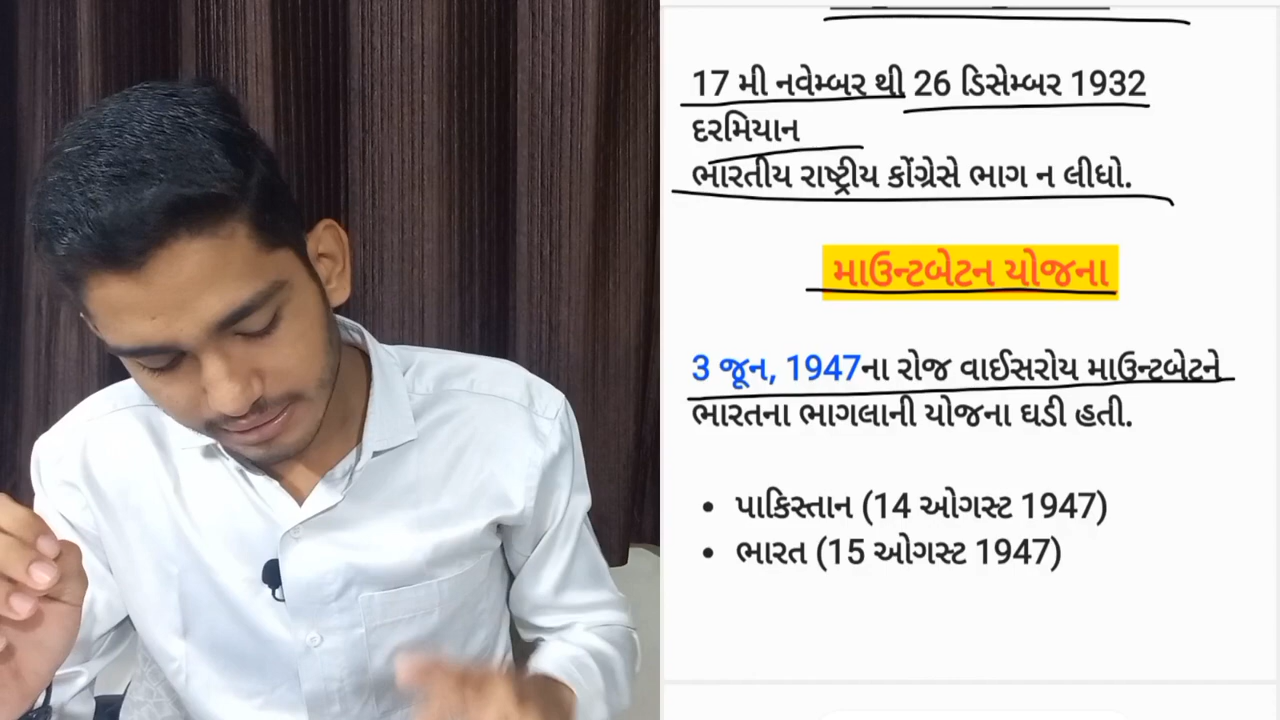 17 મી નવેમ્બર થી 26 ડિસેમ્બર 1932
દરમિયાન
ભારતીય રાષ્ટ્રીય કોંગ્રેસે ભાગ ન લીધો.
માઉન્ટબેટન યોજના
3 જૂન, 1947ના રોજ વાઈસરોય માઉન્ટબેટને
ભારતના ભાગલાની યોજના ઘડી હતી.
• પાકિસ્તાન (14 ઓગસ્ટ 1947)
• ભારત (15 ઓગસ્ટ 1947)